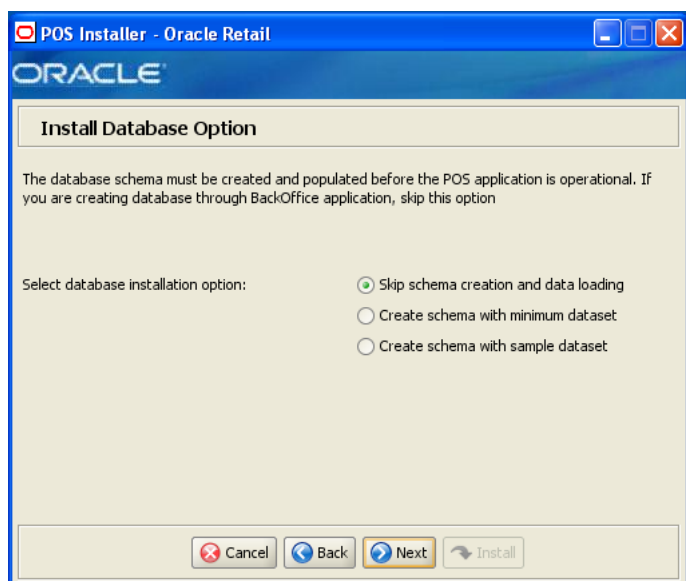 POS Installer - Oracle Retail
ORACLE
Install Database Option
The database schema must be created and populated before the POS application is operational. If
you are creating database through BackOffice application, skip this option
Select database installation option:
Skip schema creation and data loading
Create schema with minimum dataset
Create schema with sample dataset
Cancel
Back
Next
Install